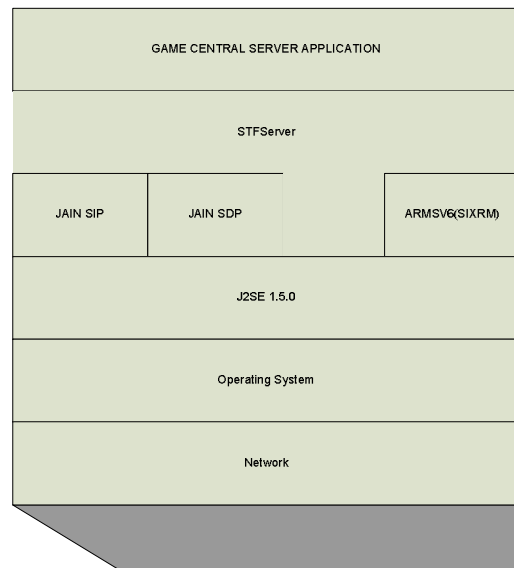 GAME CENTRAL SERVER APPLICATION
STFServer
JAIN SIP
JAIN SDP
ARMSV6(SIXRM)
J2SE 1.5.0
Operating System
Network